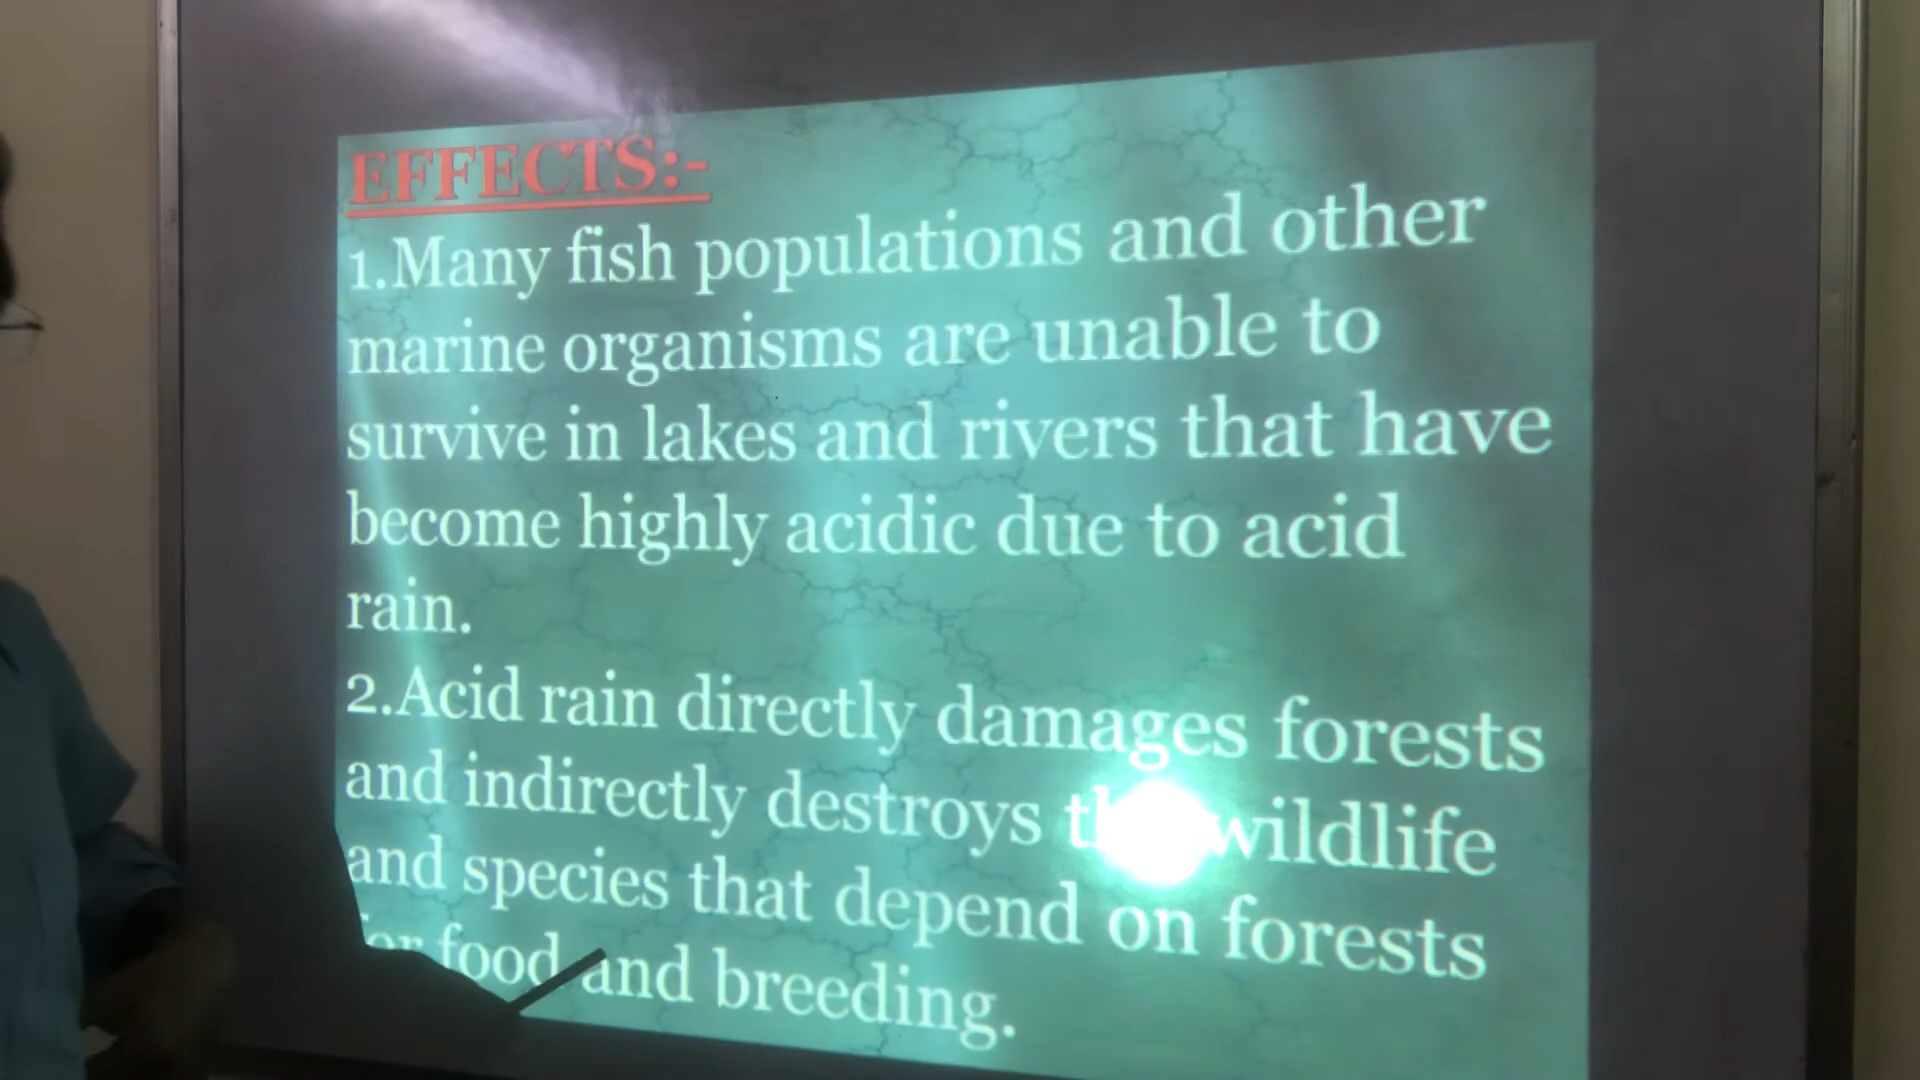 EFFECTS:-
1.Many fish populations and other
marine organisms are unable to
survive in lakes and rivers that have
become highly acidic due to acid
rain.
2.Acid rain directly damages forests
and indirectly destroys wildlife
and species that depend on forests
for food and breeding.